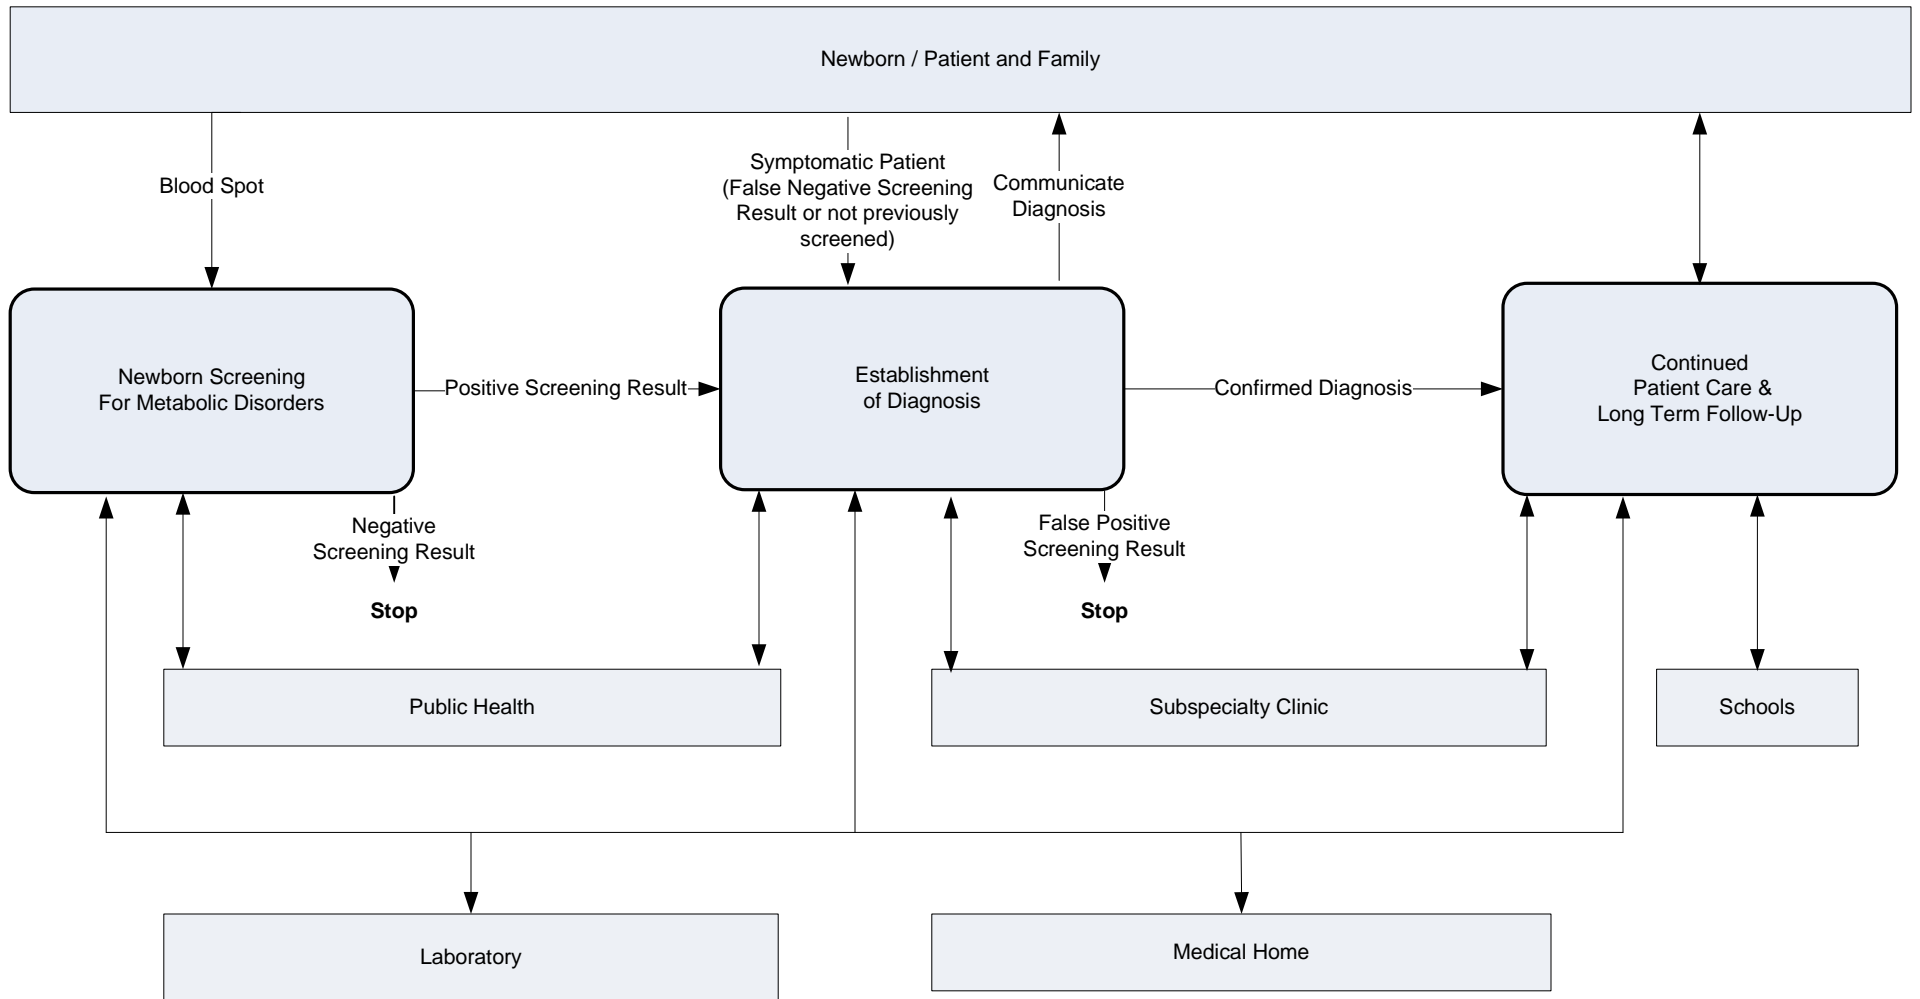 Newborn / Patient and Family
Blood Spot
Symptomatic Patient
(False Negative Screening
Result or not previously
screened)
Communicate
Diagnosis
Newborn Screening
For Metabolic Disorders
Positive Screening Result
Establishment
of Diagnosis
Confirmed Diagnosis
Continued
Patient Care &
Long Term Follow-Up
Negative
Screening Result
Stop
False Positive
Screening Result
Stop
Public Health
Subspecialty Clinic
Schools
Laboratory
Medical Home